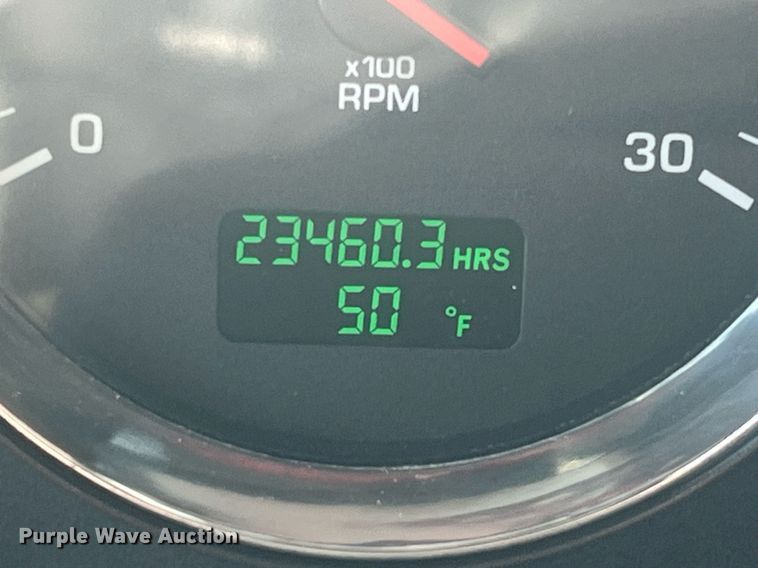 x100
RPM
0
30
23460.3 HRS
50 °F
Purple Wave Auction